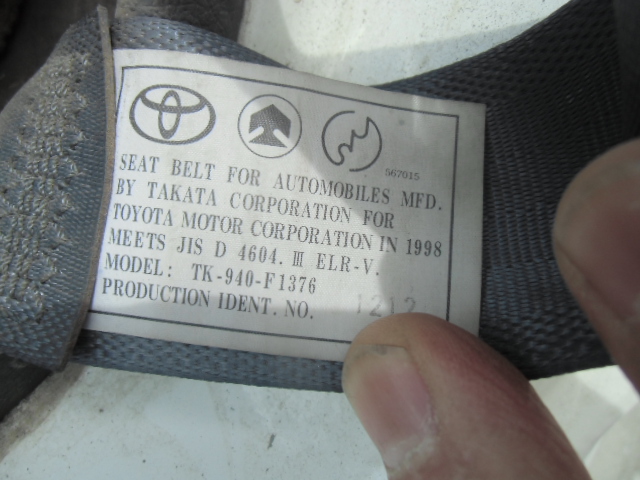 567015
SEAT BELT FOR AUTOMOBILES MFD.
BY TAKATA CORPORATION FOR
TOYOTA MOTOR CORPORATION IN 1998
MEETS JIS D 4604. Ⅲ ELR-V.
MODEL: TK-940-F1376
PRODUCTION IDENT. NO. 1212